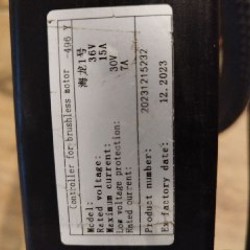 Controller for brushless motor
Model: 海龙1号
Rated voltage: 36V
Maximum current: 15A
Low voltage protection: 30V
Rated current: 7A
Product number: 20231215232
Ex factory date: 12.2023